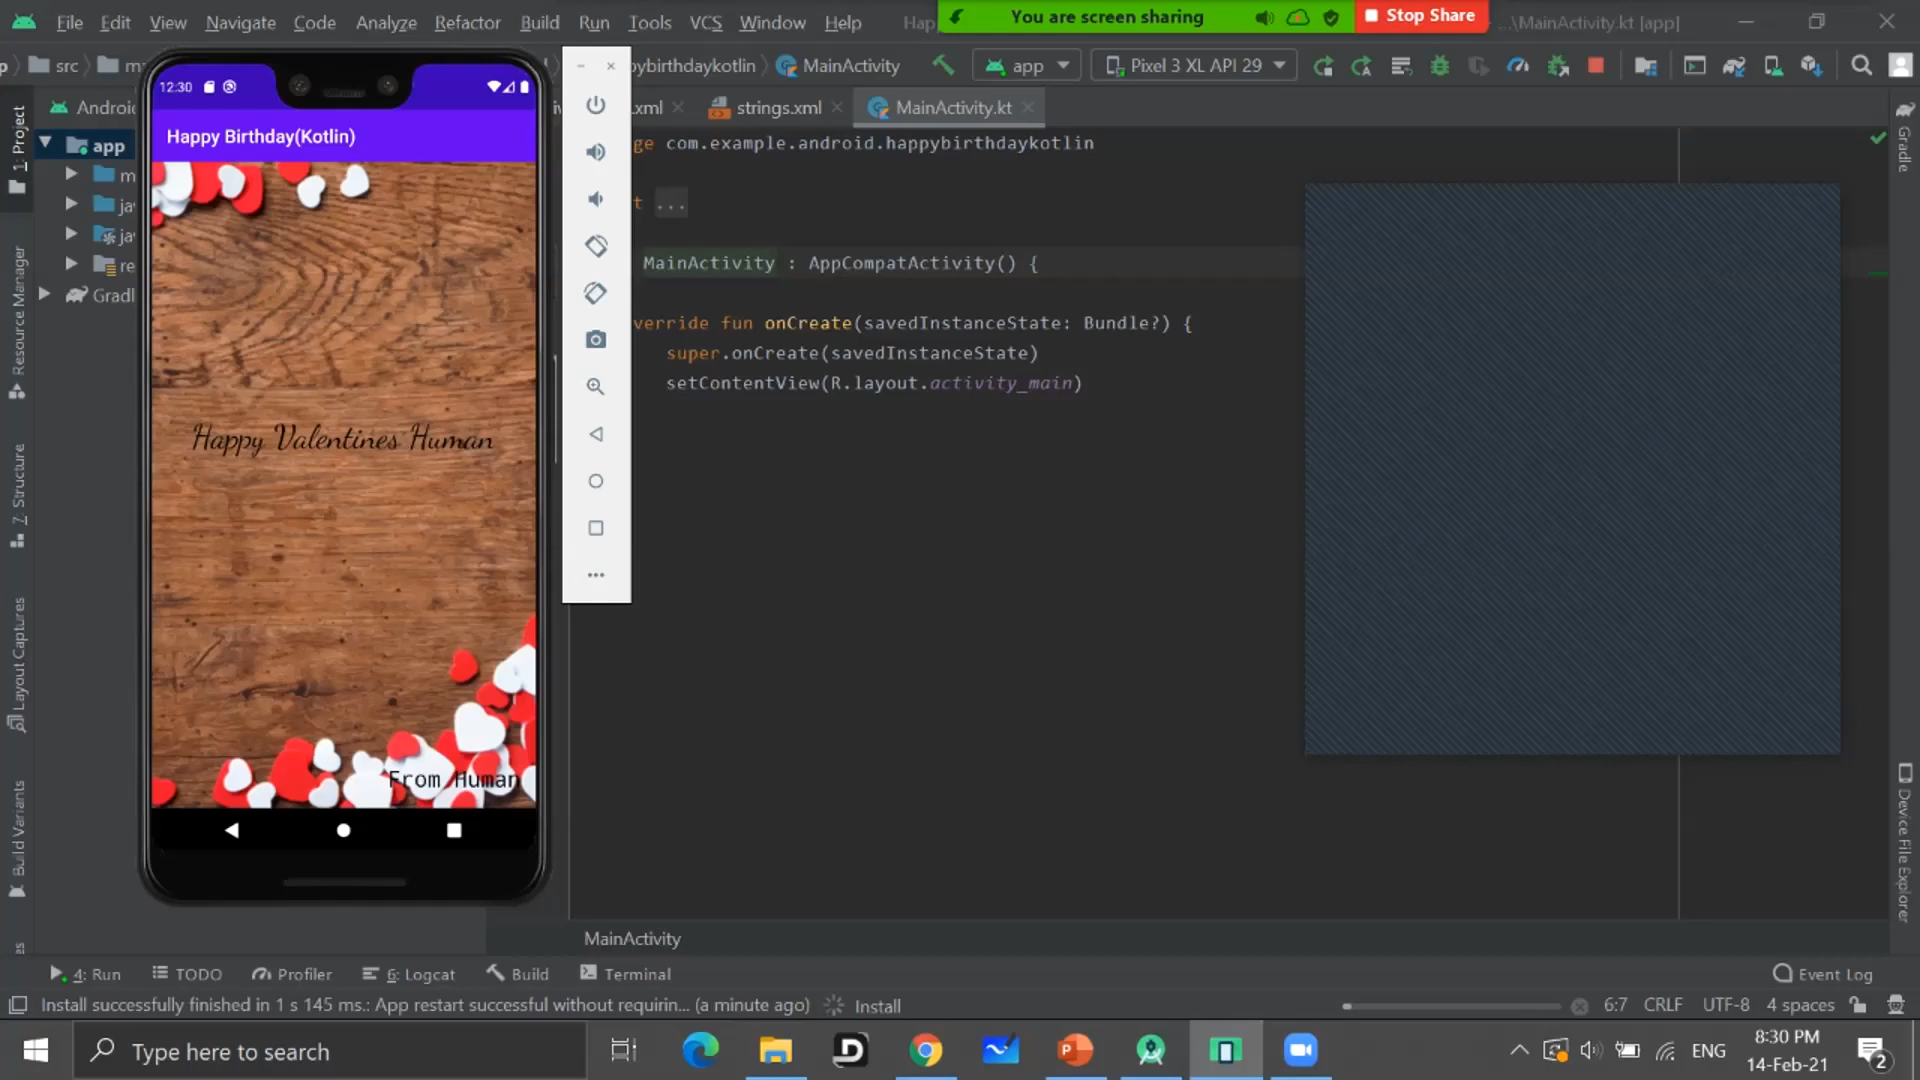 File Edit View Navigate Code Analyze Refactor Build Run Tools VCS Window Help Hap
You are screen sharing
Stop Share
...\MainActivity.kt [app]
p src ybirthdaykotlin MainActivity app Pixel 3 XL API 29
.xml strings.xml MainActivity.kt
1: Project
Resource Manager
7: Structure
Layout Captures
Build Variants
app
m
ja
ja
re
Gradl
12:30
Happy Birthday(Kotlin)
Happy Valentines Human
From Human
ge com.example.android.happybirthdaykotlin
t ...
MainActivity : AppCompatActivity() {
verride fun onCreate(savedInstanceState: Bundle?) {
super.onCreate(savedInstanceState)
setContentView(R.layout.activity_main)
Gradle
Device File Explorer
MainActivity
4: Run TODO Profiler 6: Logcat Build Terminal Event Log
Install successfully finished in 1 s 145 ms.: App restart successful without requirin... (a minute ago) Install 6:7 CRLF UTF-8 4 spaces
Type here to search
ENG
8:30 PM
14-Feb-21
2